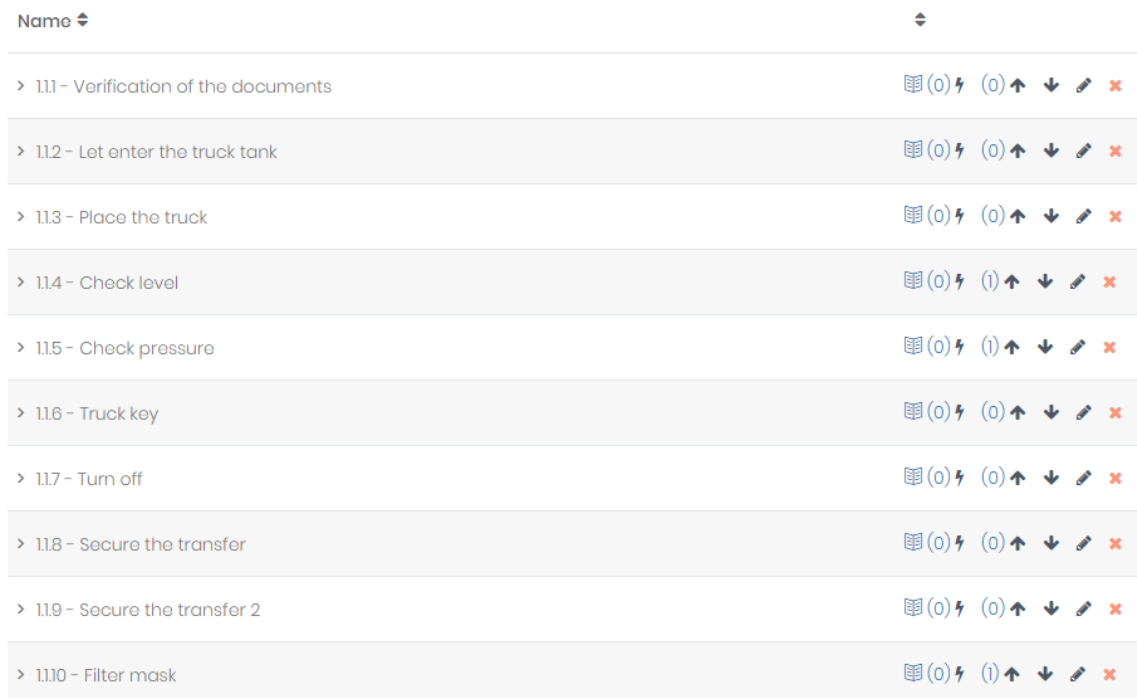 Name
1.1.1 - Verification of the documents (0) (0)
1.1.2 - Let enter the truck tank (0) (0)
1.1.3 - Place the truck (0) (0)
1.1.4 - Check level (0) (1)
1.1.5 - Check pressure (0) (1)
1.1.6 - Truck key (0) (0)
1.1.7 - Turn off (0) (0)
1.1.8 - Secure the transfer (0) (0)
1.1.9 - Secure the transfer 2 (0) (0)
1.1.10 - Filter mask (0) (1)